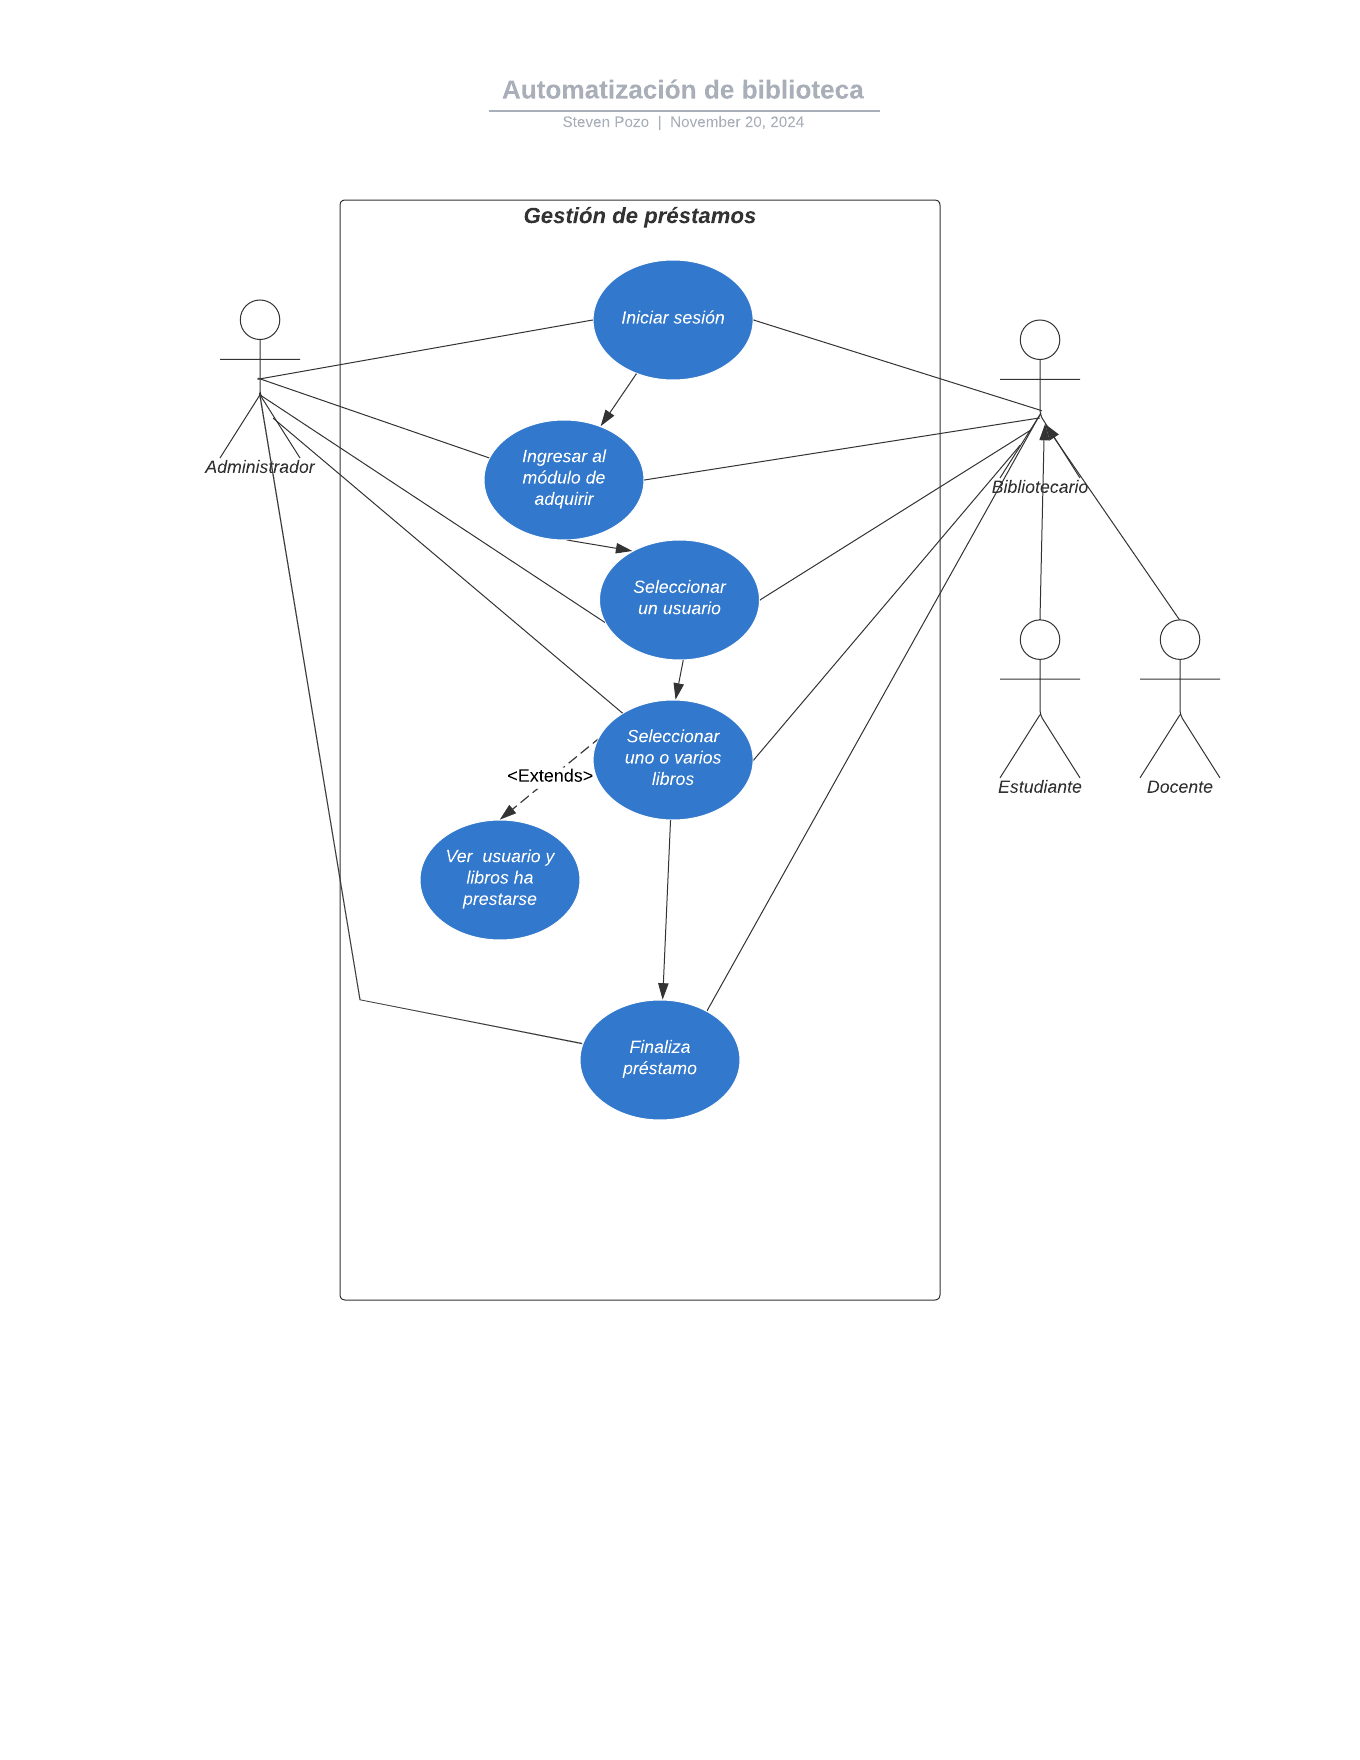 Automatización de biblioteca
Steven Pozo | November 20, 2024
Gestión de préstamos
Iniciar sesión
Administrador
Ingresar al
módulo de
adquirir
Bibliotecario
Seleccionar
un usuario
Seleccionar
uno o varios
libros
<Extends>
Estudiante
Docente
Ver usuario y
libros ha
prestarse
Finaliza
préstamo